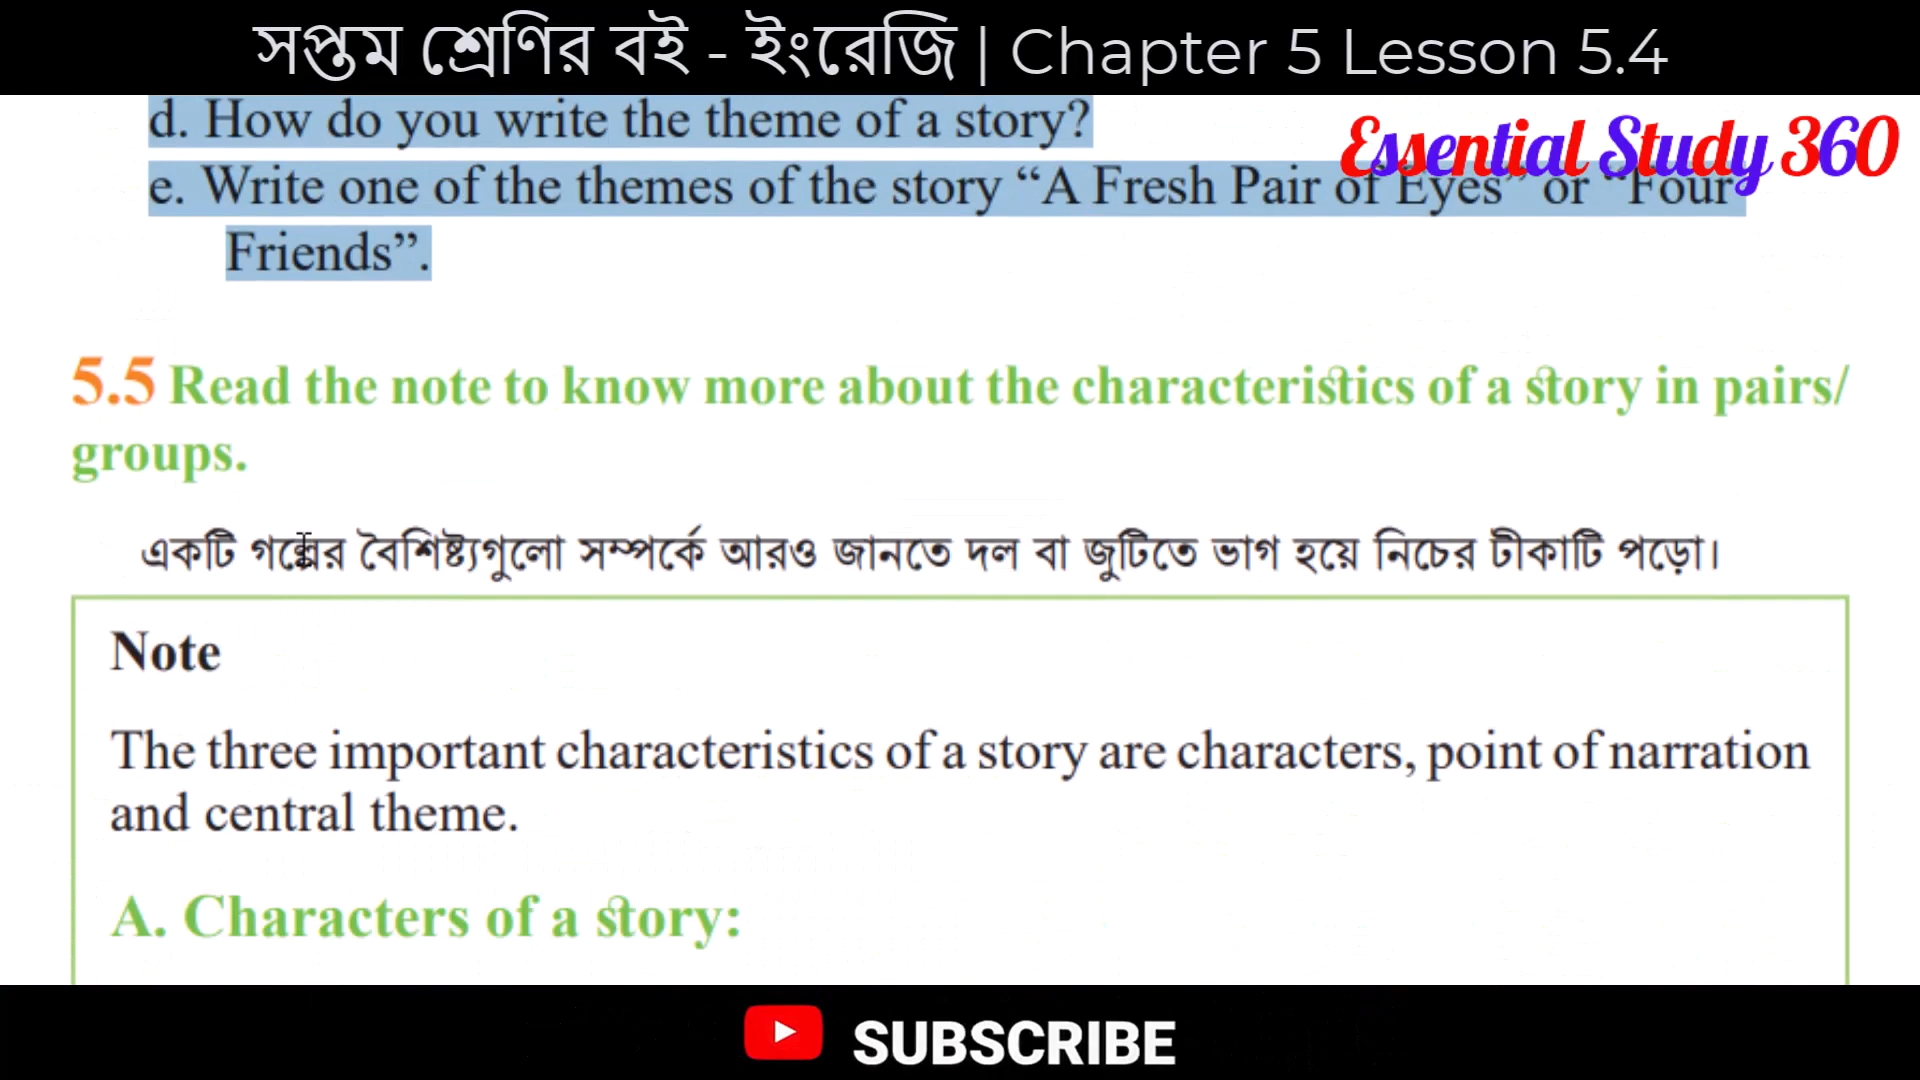 সপ্তম শ্রেণির বই - ইংরেজি | Chapter 5 Lesson 5.4
d. How do you write the theme of a story?
Essential Study 360
e. Write one of the themes of the story “A Fresh Pair of Eyes” or “Four
Friends”.
5.5 Read the note to know more about the characteristics of a story in pairs/
groups.
একটি গল্পের বৈশিষ্ট্যগুলো সম্পর্কে আরও জানতে দল বা জুটিতে ভাগ হয়ে নিচের টীকাটি পড়ো।
Note
The three important characteristics of a story are characters, point of narration
and central theme.
A. Characters of a story:
SUBSCRIBE